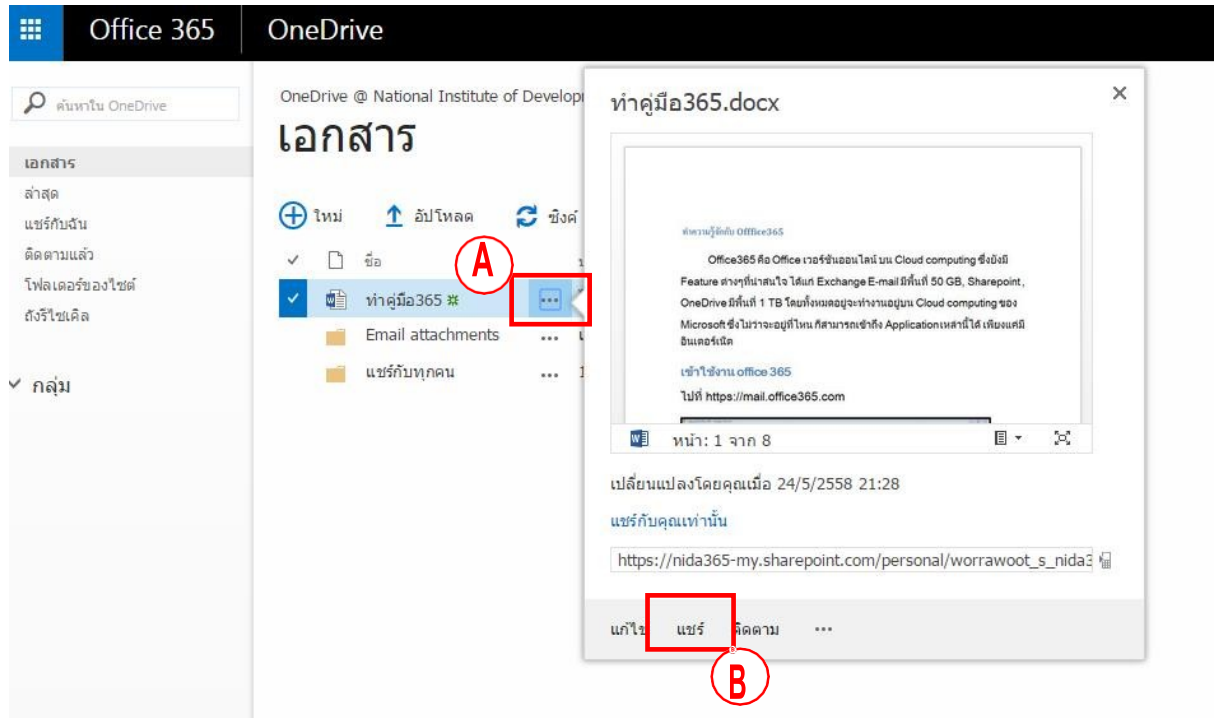 Office 365
OneDrive
ค้นหาใน OneDrive
เอกสาร
ล่าสุด
แชร์กับฉัน
ติดตามแล้ว
โฟลเดอร์ของไซต์
ถังรีไซเคิล
กลุ่ม
OneDrive @ National Institute of Develop
เอกสาร
ใหม่
อัปโหลด
ซิงค์
ชื่อ
A
ทำคู่มือ365
Email attachments
แชร์กับทุกคน
ทำคู่มือ365.docx
ทำความรู้จักกับ Offfice365
Office365 คือ Office เวอร์ชันออนไลน์ บน Cloud computing ซึ่งยังมี
Feature ต่างๆที่น่าสนใจ ได้แก่ Exchange E-mail มีพื้นที่ 50 GB, Sharepoint,
OneDrive มีพื้นที่ 1 TB โดยทั้งหมดอยู่จะทำงานอยู่บน Cloud computing ของ
Microsoft ซึ่งไม่ว่าจะอยู่ที่ไหน ก็สามารถเข้าถึง Application เหล่านี้ได้ เพียงแค่มี
อินเตอร์เน็ต
เข้าใช้งาน office 365
ไปที่ https://mail.office365.com
หน้า: 1 จาก 8
เปลี่ยนแปลงโดยคุณเมื่อ 24/5/2558 21:28
แชร์กับคุณเท่านั้น
https://nida365-my.sharepoint.com/personal/worrawoot_s_nida3
แก้ไข แชร์ ติดตาม ...
B